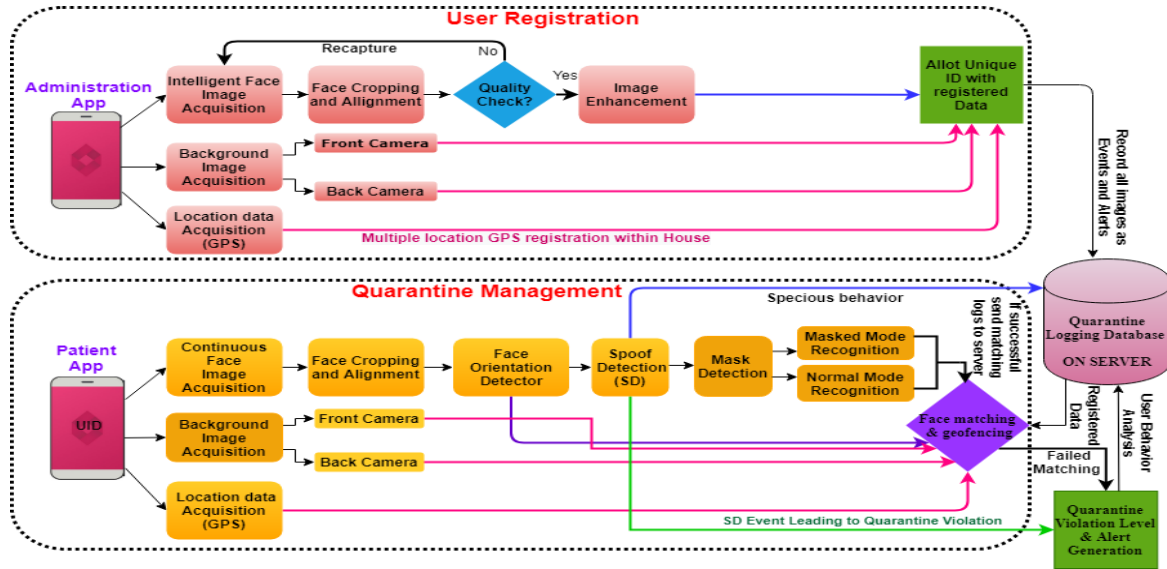 User Registration
Recapture
No
Administration
App
Intelligent Face
Image
Acquisition
Face Cropping
and Allignment
Quality
Check?
Yes
Image
Enhancement
Allot Unique
ID with
registered
Data
Background
Image
Acquisition
Front Camera
Back Camera
Location data
Acquisition
(GPS)
Multiple location GPS registration within House
Record all images as
Events and Alerts
Quarantine Management
Specious behavior
If successful
send matching
logs to server
Quarantine
Logging Database
ON SERVER
Patient
App
UID
Continuous
Face Image
Acquisition
Face Cropping
and Alignment
Face
Orientation
Detector
Spoof
Detection
(SD)
Mask
Detection
Masked Mode
Recognition
Normal Mode
Recognition
Background
Image
Acquisition
Front Camera
Back Camera
Face matching
& geofencing
Registered
Data
User Behavior
Analysis
Failed
Matching
Location data
Acquisition
(GPS)
SD Event Leading to Quarantine Violation
Quarantine
Violation Level
& Alert
Generation